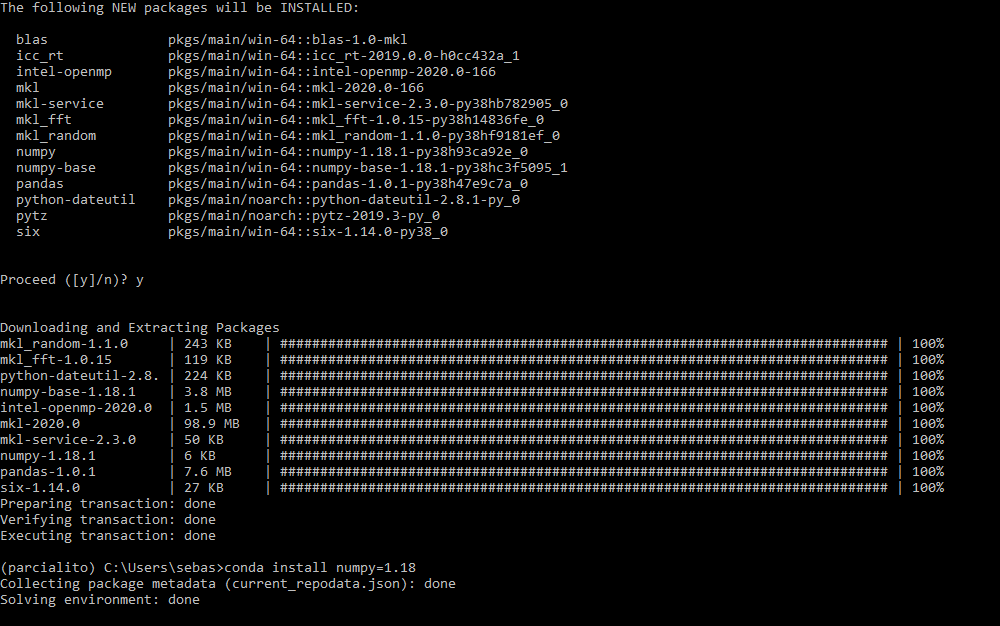 The following NEW packages will be INSTALLED:
blas pkgs/main/win-64::blas-1.0-mkl
icc_rt pkgs/main/win-64::icc_rt-2019.0.0-h0cc432a_1
intel-openmp pkgs/main/win-64::intel-openmp-2020.0-166
mkl pkgs/main/win-64::mkl-2020.0-166
mkl-service pkgs/main/win-64::mkl-service-2.3.0-py38hb782905_0
mkl_fft pkgs/main/win-64::mkl_fft-1.0.15-py38h14836fe_0
mkl_random pkgs/main/win-64::mkl_random-1.1.0-py38hf9181ef_0
numpy pkgs/main/win-64::numpy-1.18.1-py38h93ca92e_0
numpy-base pkgs/main/win-64::numpy-base-1.18.1-py38hc3f5095_1
pandas pkgs/main/win-64::pandas-1.0.1-py38h47e9c7a_0
python-dateutil pkgs/main/noarch::python-dateutil-2.8.1-py_0
pytz pkgs/main/noarch::pytz-2019.3-py_0
six pkgs/main/win-64::six-1.14.0-py38_0
Proceed ([y]/n)? y
Downloading and Extracting Packages
mkl_random-1.1.0 | 243 KB | ############################################################################ | 100%
mkl_fft-1.0.15 | 119 KB | ############################################################################ | 100%
python-dateutil-2.8. | 224 KB | ############################################################################ | 100%
numpy-base-1.18.1 | 3.8 MB | ############################################################################ | 100%
intel-openmp-2020.0 | 1.5 MB | ############################################################################ | 100%
mkl-2020.0 | 98.9 MB | ############################################################################ | 100%
mkl-service-2.3.0 | 50 KB | ############################################################################ | 100%
numpy-1.18.1 | 6 KB | ############################################################################ | 100%
pandas-1.0.1 | 7.6 MB | ############################################################################ | 100%
six-1.14.0 | 27 KB | ############################################################################ | 100%
Preparing transaction: done
Verifying transaction: done
Executing transaction: done
(parcialito) C:\Users\sebas>conda install numpy=1.18
Collecting package metadata (current_repodata.json): done
Solving environment: done